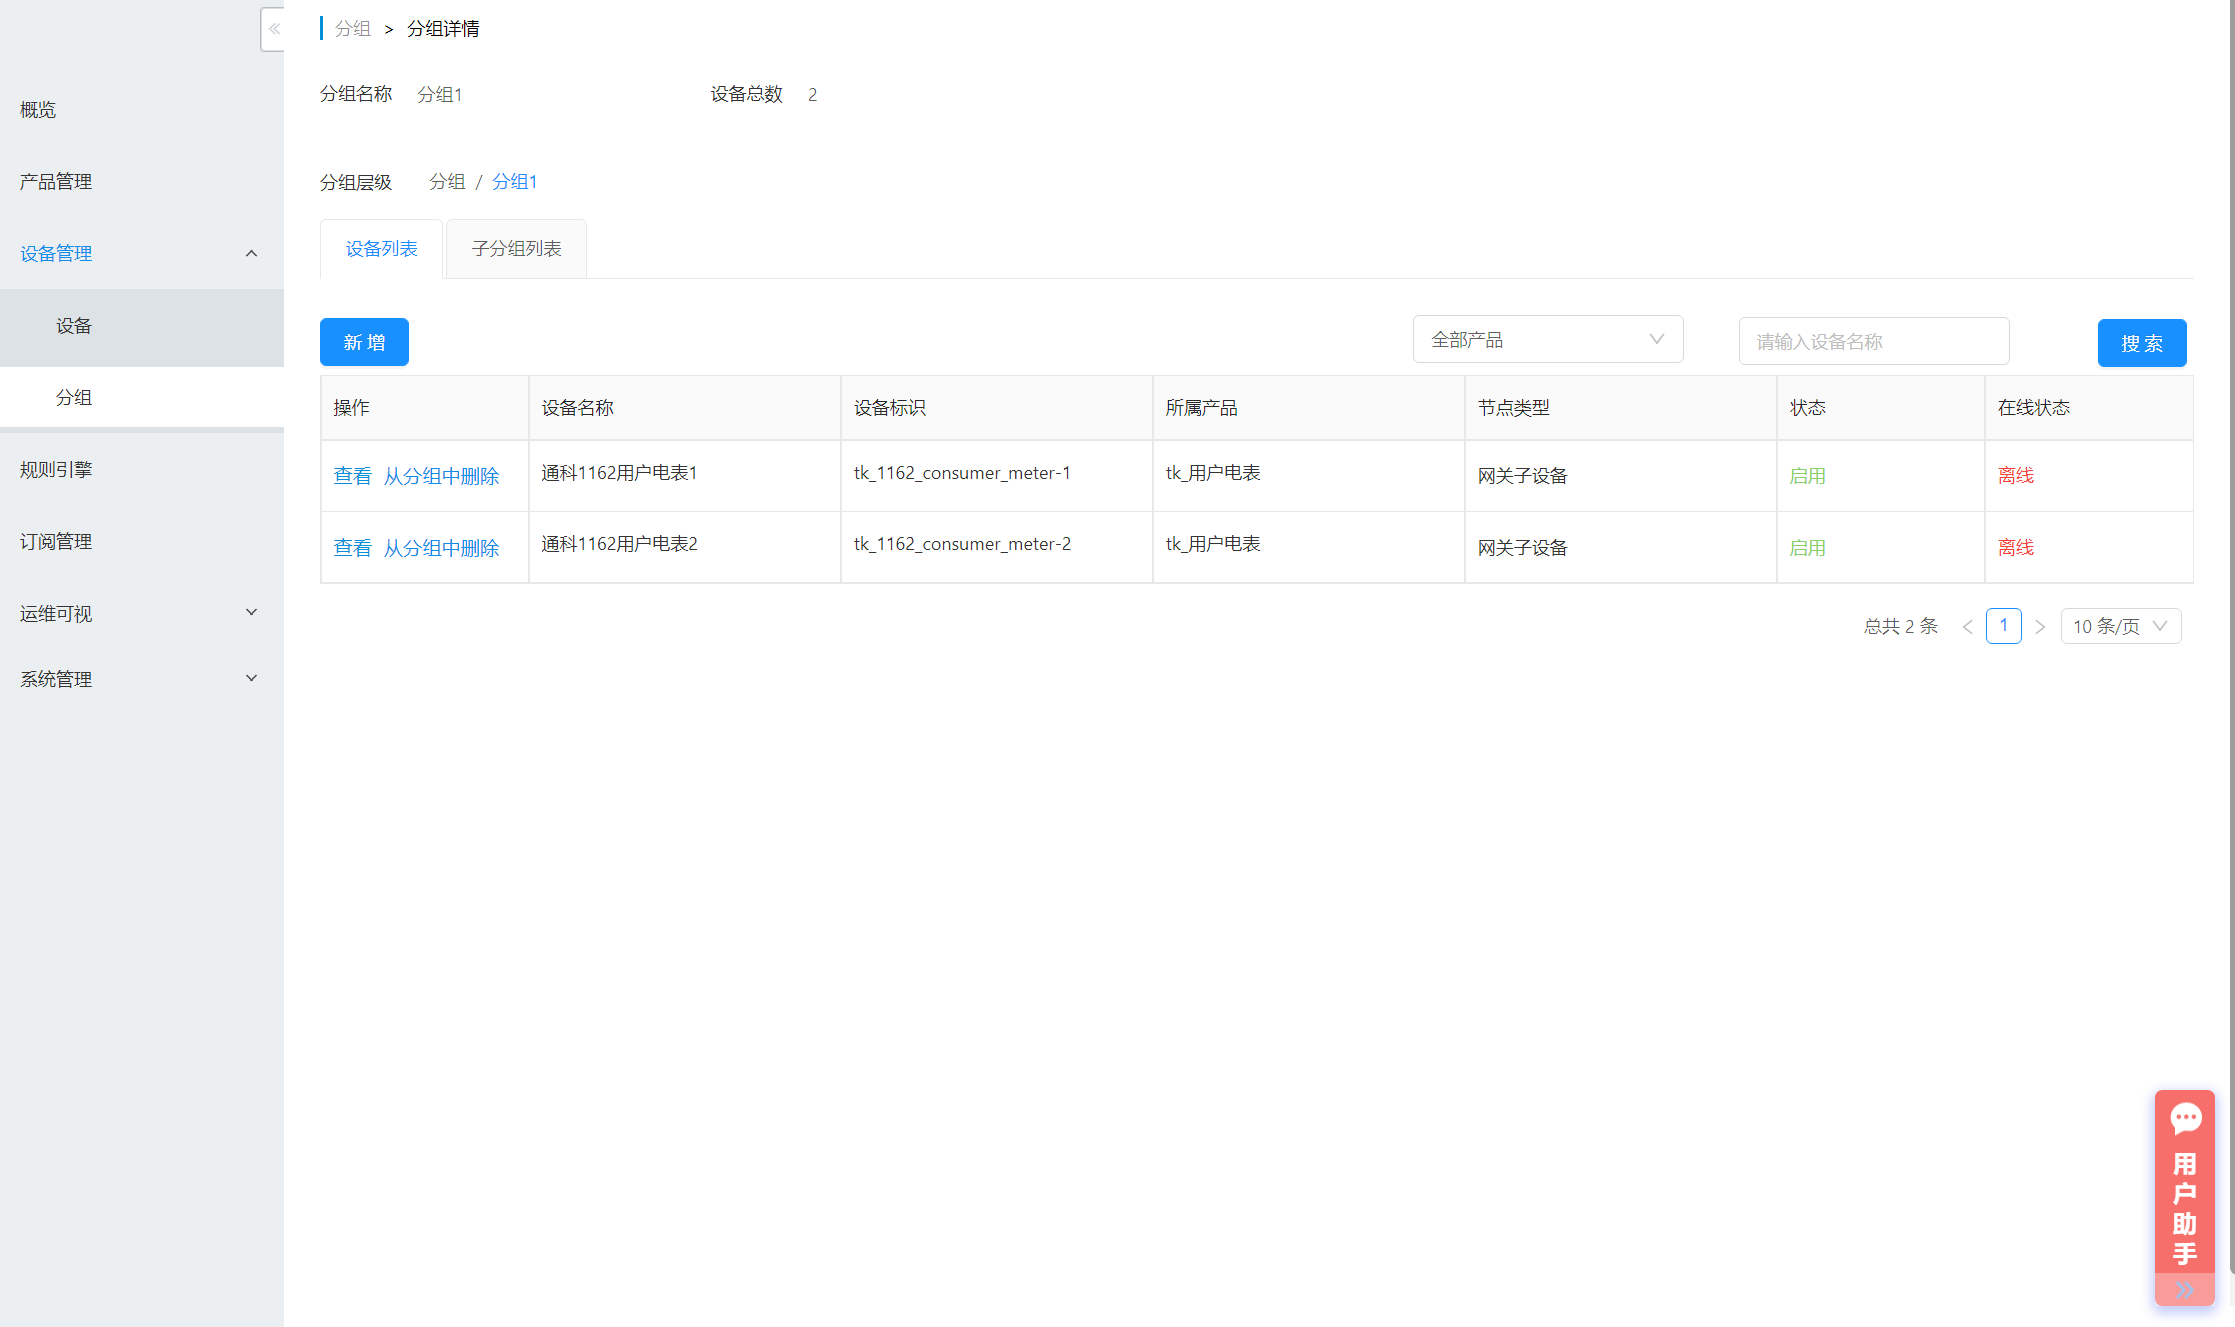 分组 > 分组详情
概览
产品管理
设备管理
设备
分组
规则引擎
订阅管理
运维可视
系统管理
分组名称 分组1 设备总数 2
分组层级 分组 / 分组1
设备列表 子分组列表
新 增 全部产品 请输入设备名称 搜 索
操作 设备名称 设备标识 所属产品 节点类型 状态 在线状态
查看 从分组中删除 通科1162用户电表1 tk_1162_consumer_meter-1 tk_用户电表 网关子设备 启用 离线
查看 从分组中删除 通科1162用户电表2 tk_1162_consumer_meter-2 tk_用户电表 网关子设备 启用 离线
总共 2 条 < 1 > 10 条/页
用户助手